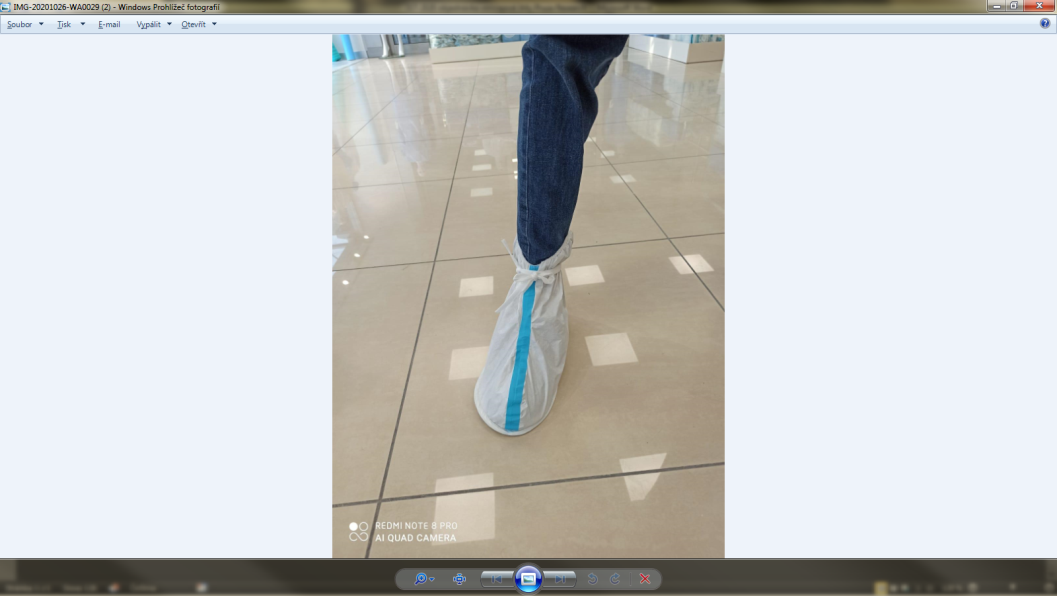 IMG-20201026-WA0029 (2) - Windows Prohlížeč fotografií
Soubor Tisk E-mail Vypálit Otevřít
REDMI NOTE 8 PRO
AI QUAD CAMERA